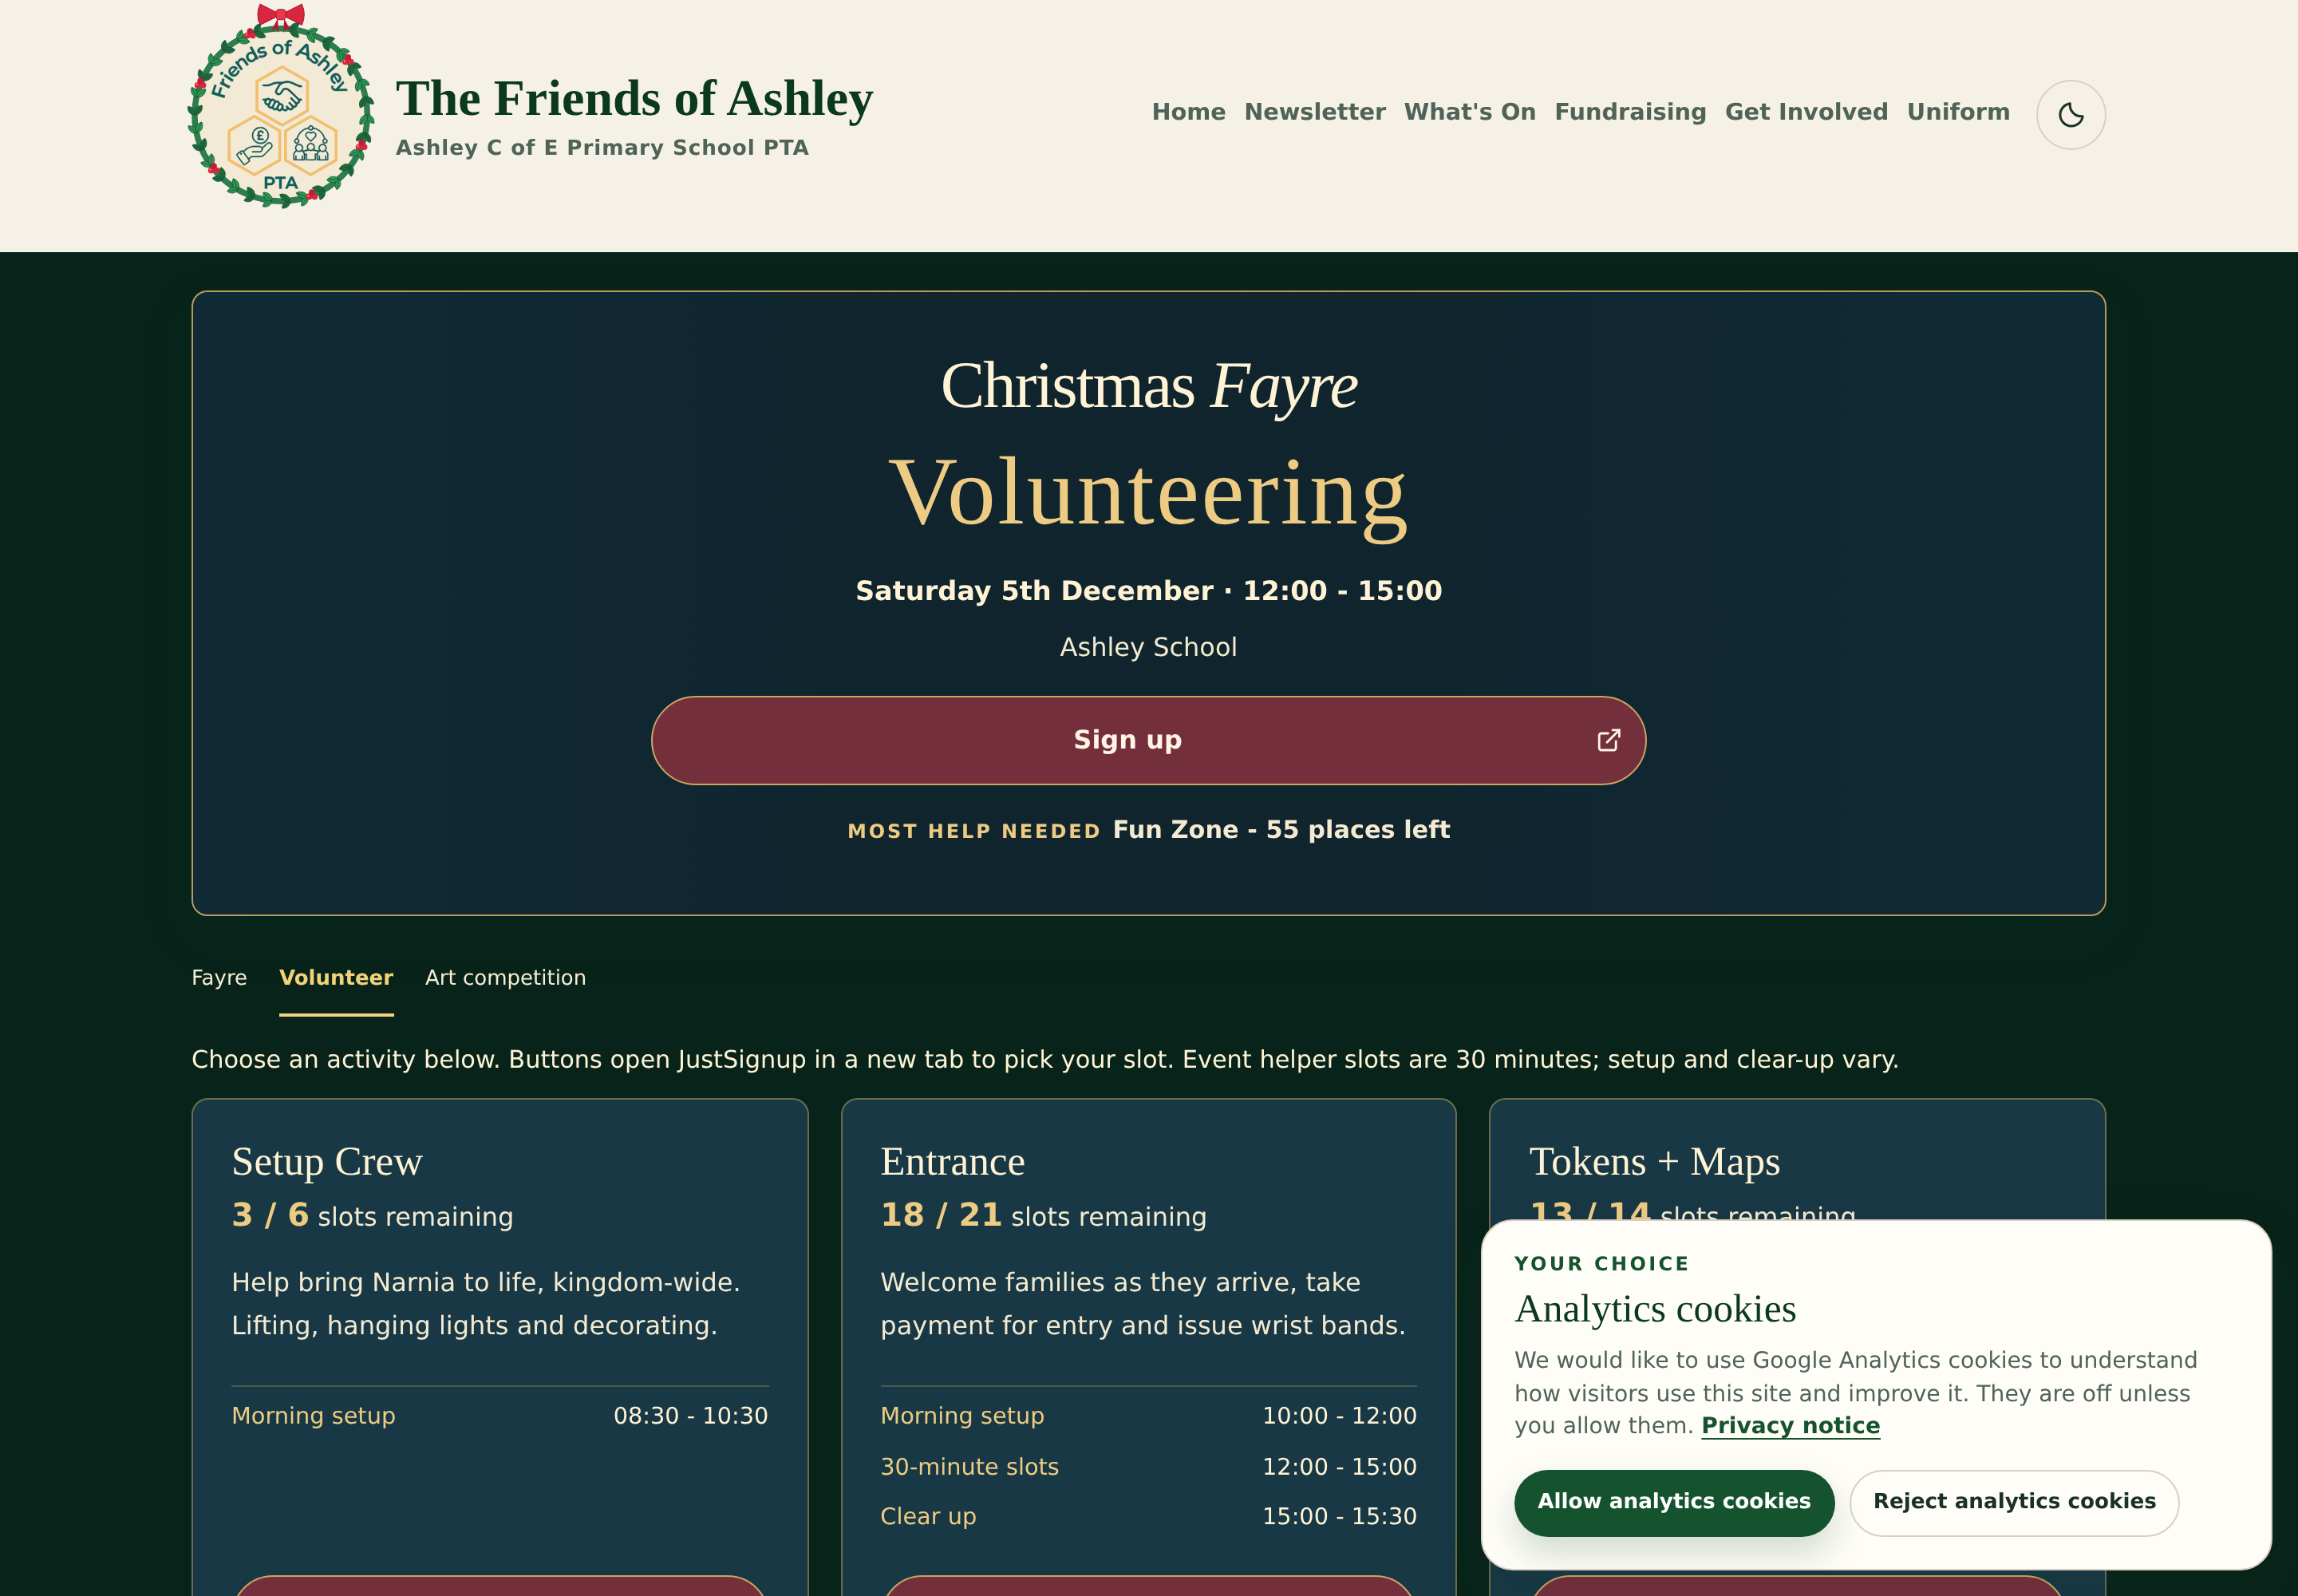 Friends of Ashley
£
PTA
The Friends of Ashley
Ashley C of E Primary School PTA
Home Newsletter What's On Fundraising Get Involved Uniform
Christmas Fayre
Volunteering
Saturday 5th December · 12:00 - 15:00
Ashley School
Sign up
MOST HELP NEEDED Fun Zone - 55 places left
Fayre Volunteer Art competition
Choose an activity below. Buttons open JustSignup in a new tab to pick your slot. Event helper slots are 30 minutes; setup and clear-up vary.
Setup Crew
3 / 6 slots remaining
Help bring Narnia to life, kingdom-wide.
Lifting, hanging lights and decorating.
Morning setup 08:30 - 10:30
Entrance
18 / 21 slots remaining
Welcome families as they arrive, take
payment for entry and issue wrist bands.
Morning setup 10:00 - 12:00
30-minute slots 12:00 - 15:00
Clear up 15:00 - 15:30
Tokens + Maps
13 / 14 slots remaining
YOUR CHOICE
Analytics cookies
We would like to use Google Analytics cookies to understand
how visitors use this site and improve it. They are off unless
you allow them. Privacy notice
Allow analytics cookies Reject analytics cookies